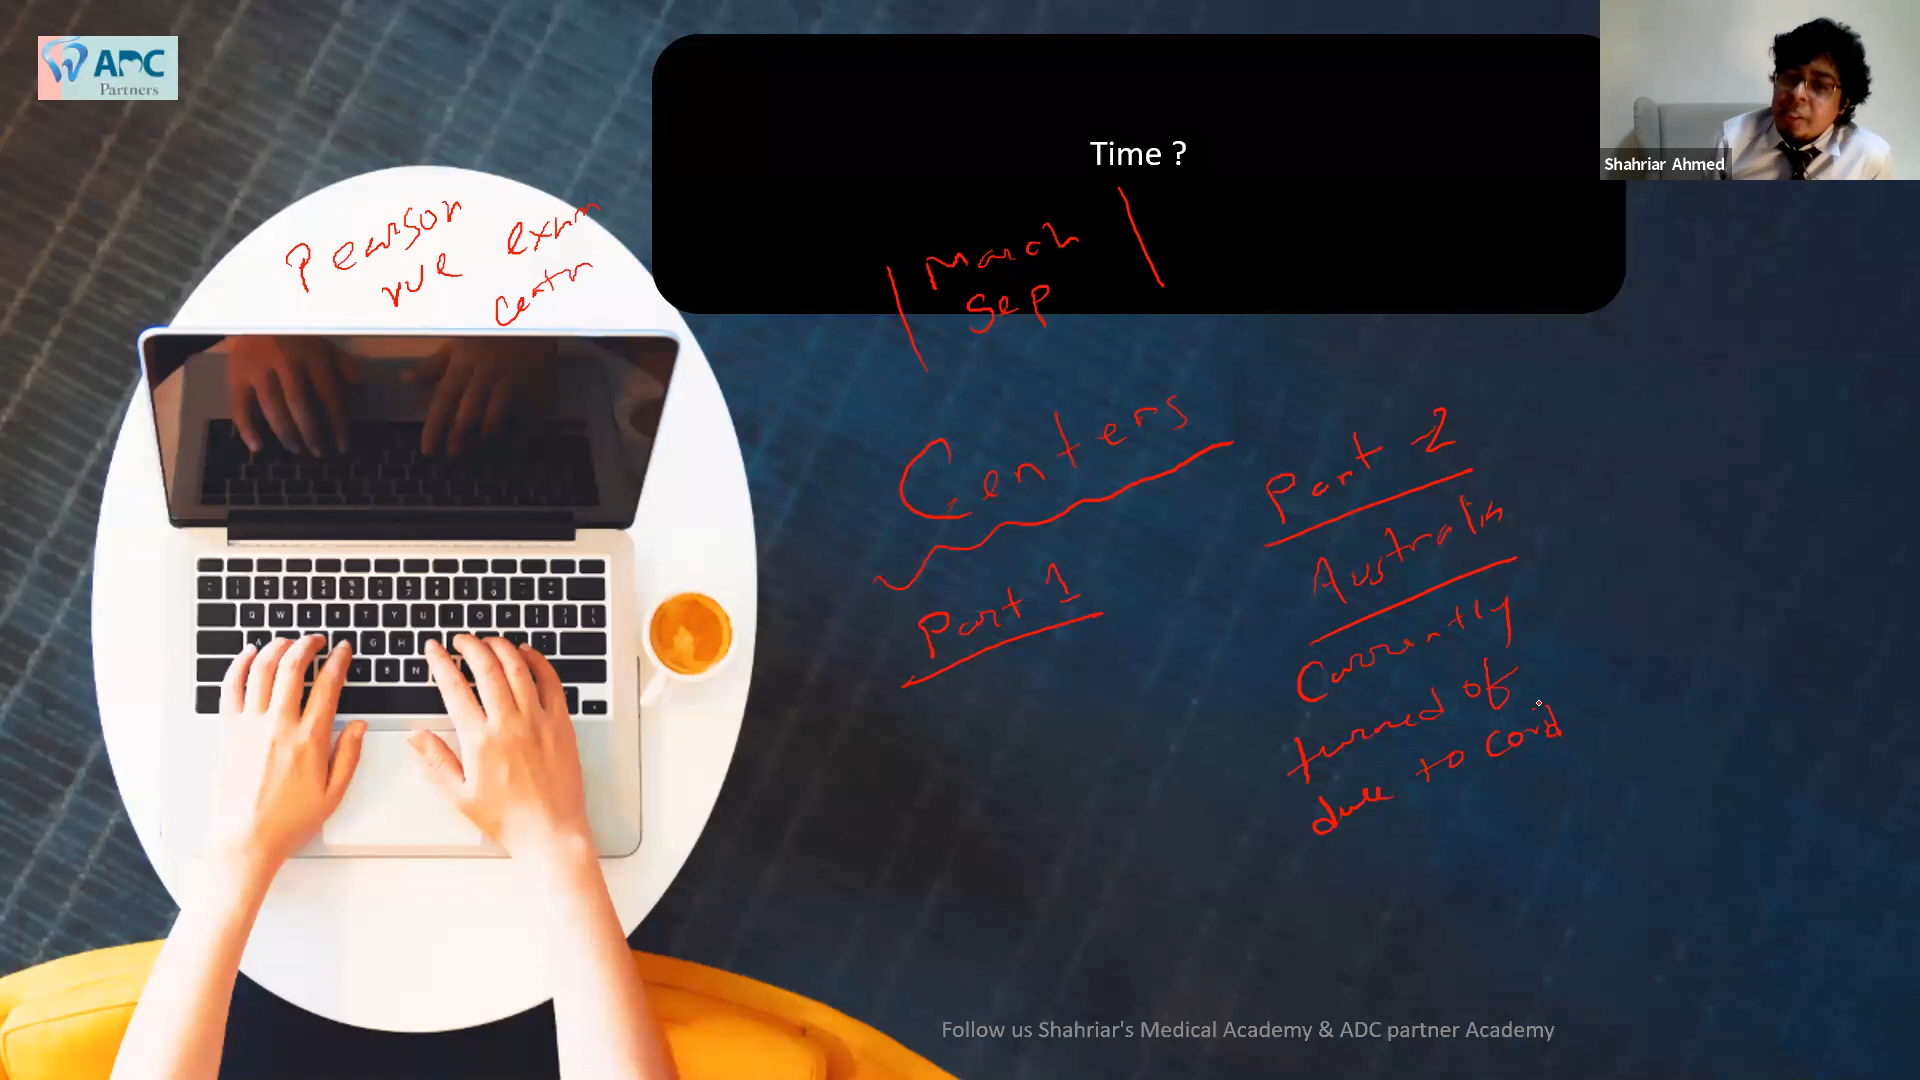 ADC
Partners
Time ?
Shahriar Ahmed
Pearson
vue exam
Centr
March
Sep
Centers
Part 1
Part 2
Australia
Currently
turned of
due to Covid
Follow us Shahriar's Medical Academy & ADC partner Academy